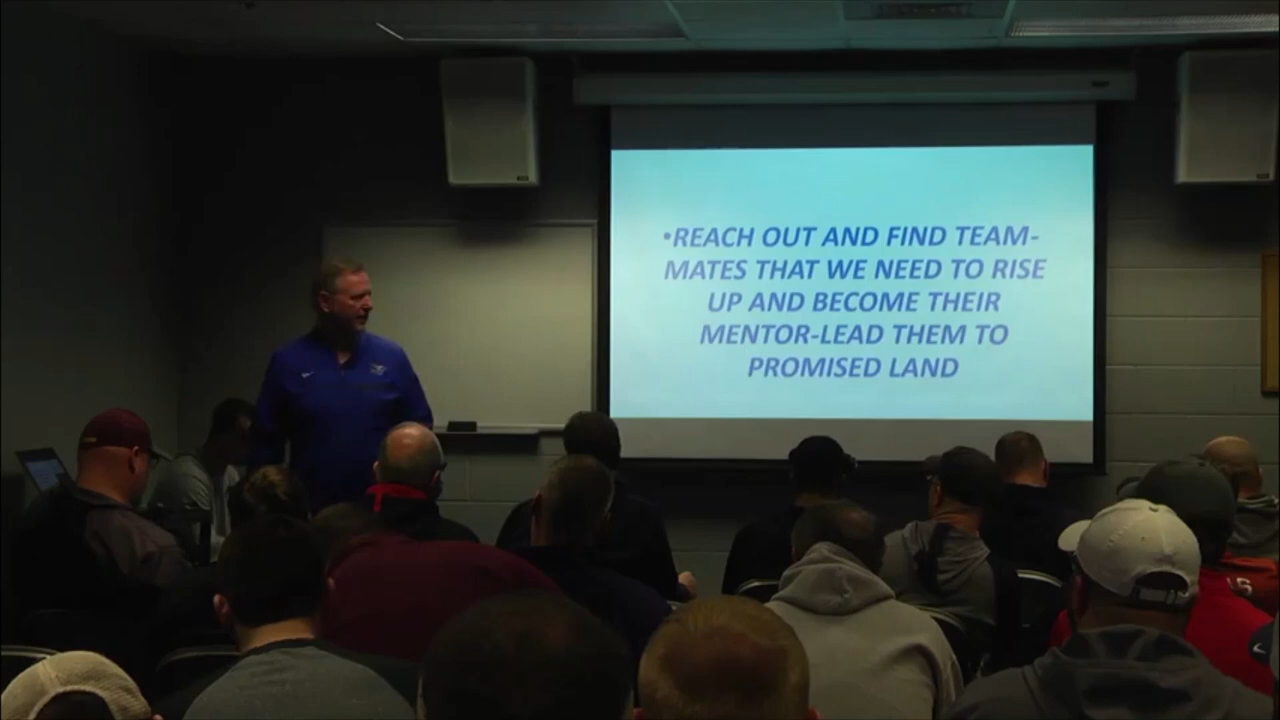 •REACH OUT AND FIND TEAM-
MATES THAT WE NEED TO RISE
UP AND BECOME THEIR
MENTOR-LEAD THEM TO
PROMISED LAND